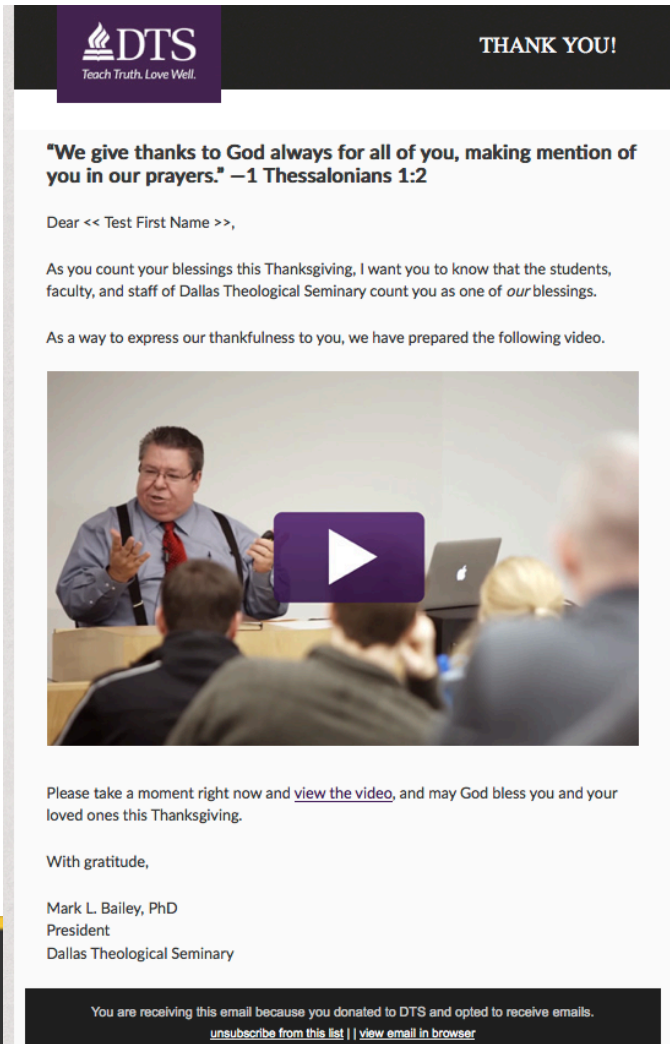 DTS
Teach Truth. Love Well.
THANK YOU!
“We give thanks to God always for all of you, making mention of
you in our prayers.” —1 Thessalonians 1:2
Dear << Test First Name >>,
As you count your blessings this Thanksgiving, I want you to know that the students,
faculty, and staff of Dallas Theological Seminary count you as one of our blessings.
As a way to express our thankfulness to you, we have prepared the following video.
Please take a moment right now and view the video, and may God bless you and your
loved ones this Thanksgiving.
With gratitude,
Mark L. Bailey, PhD
President
Dallas Theological Seminary
You are receiving this email because you donated to DTS and opted to receive emails.
unsubscribe from this list | | view email in browser